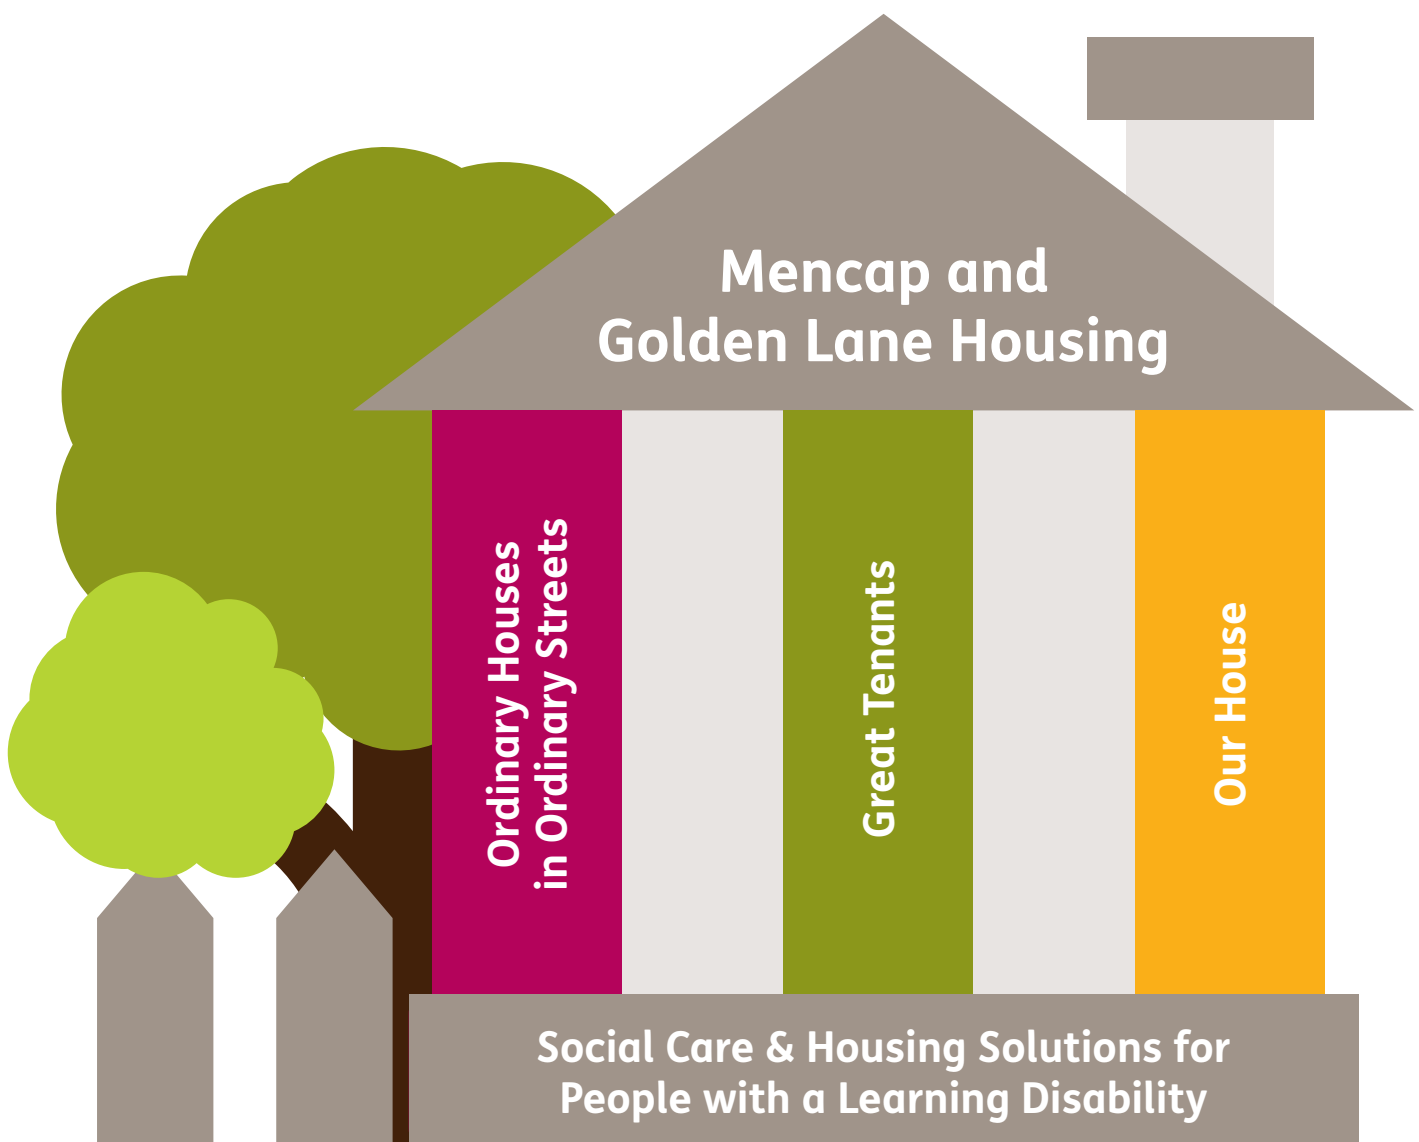 Mencap and
Golden Lane Housing
Ordinary Houses
in Ordinary Streets
Great Tenants
Our House
Social Care & Housing Solutions for
People with a Learning Disability